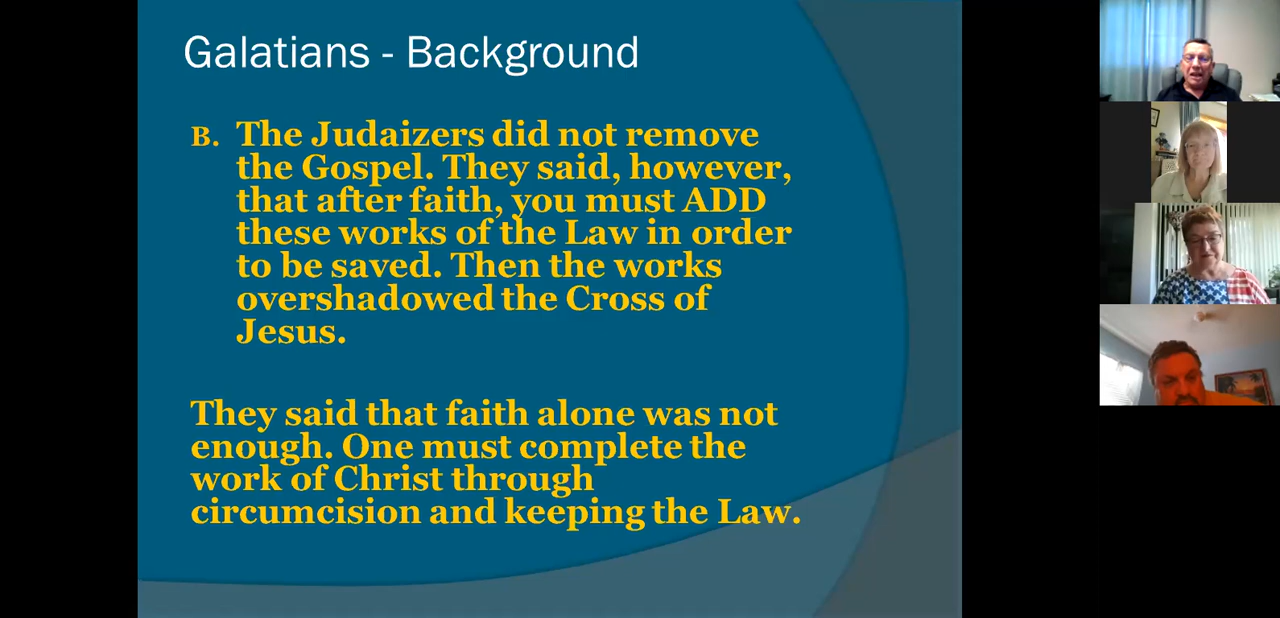 Galatians - Background
B. The Judaizers did not remove
the Gospel. They said, however,
that after faith, you must ADD
these works of the Law in order
to be saved. Then the works
overshadowed the Cross of
Jesus.
They said that faith alone was not
enough. One must complete the
work of Christ through
circumcision and keeping the Law.